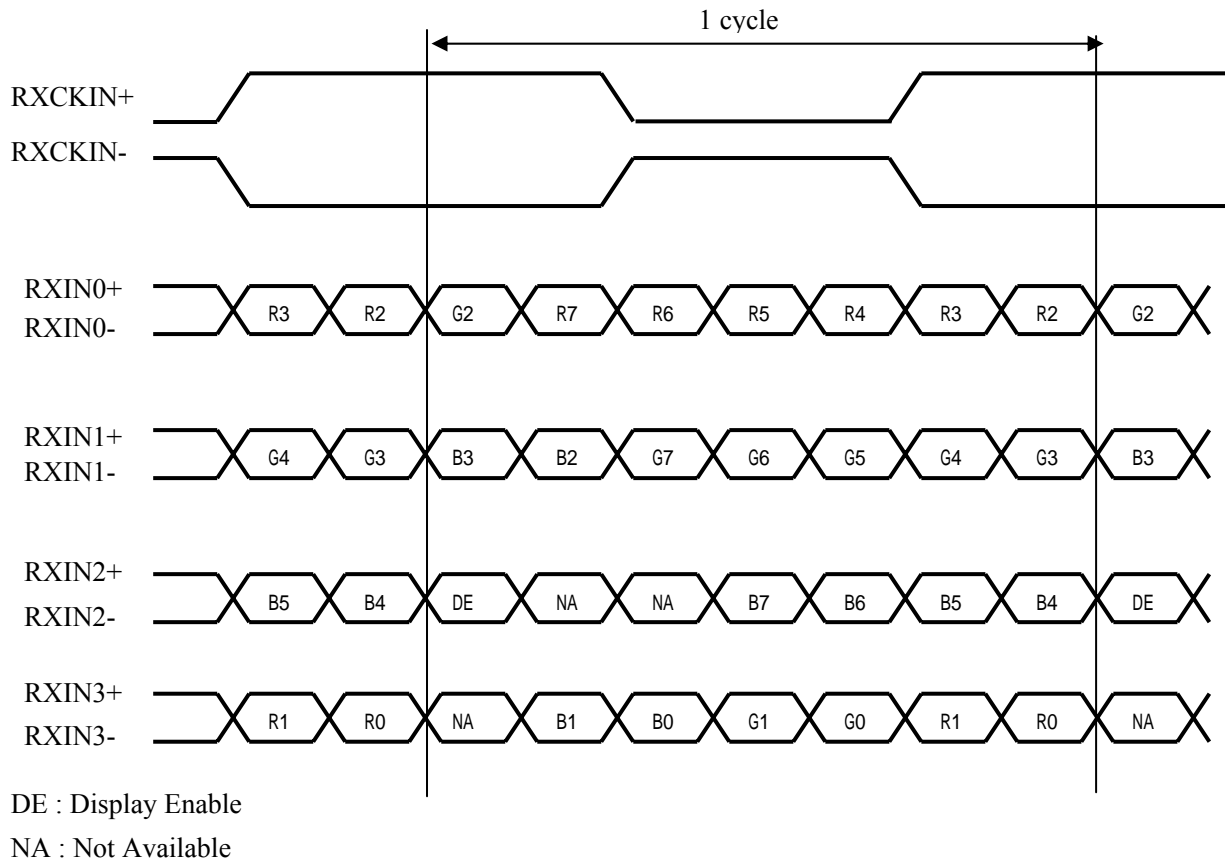 1 cycle
RXCKIN+
RXCKIN-
RXIN0+
RXIN0-
R3 R2 G2 R7 R6 R5 R4 R3 R2 G2
RXIN1+
RXIN1-
G4 G3 B3 B2 G7 G6 G5 G4 G3 B3
RXIN2+
RXIN2-
B5 B4 DE NA NA B7 B6 B5 B4 DE
RXIN3+
RXIN3-
R1 R0 NA B1 B0 G1 G0 R1 R0 NA
DE : Display Enable
NA : Not Available